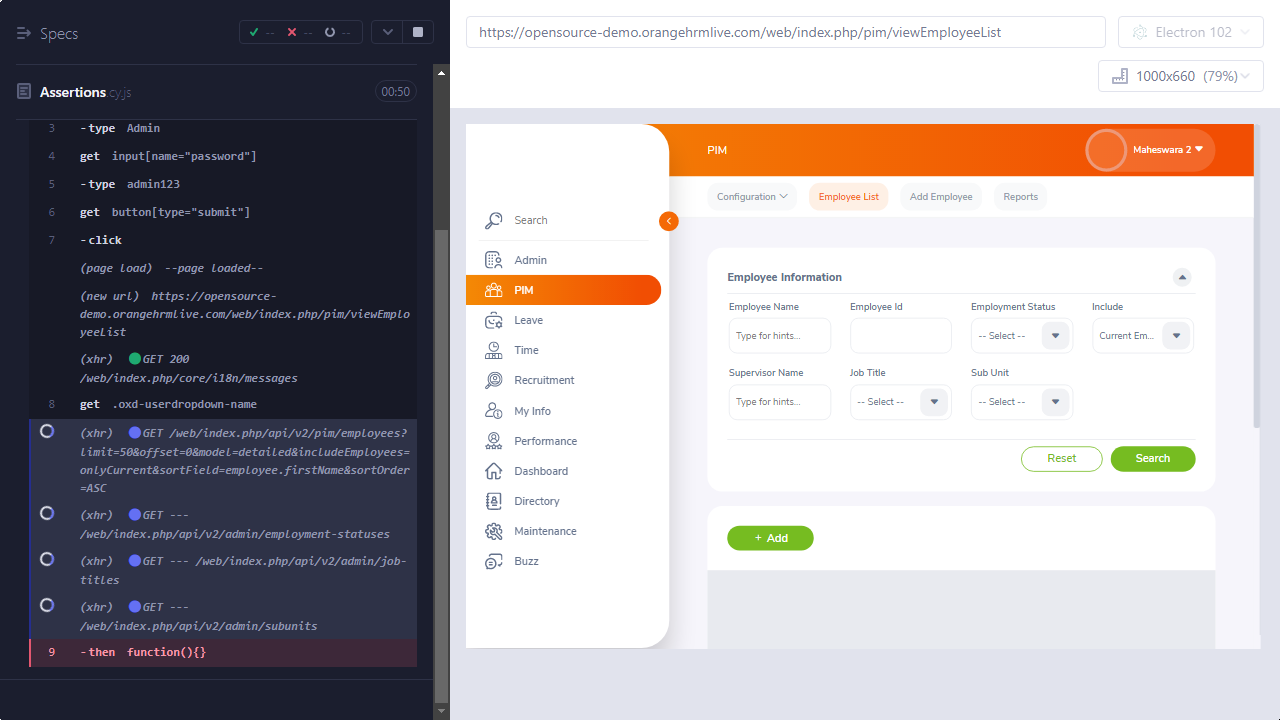 Specs
-- -- --
Assertions.cy.js
00:50
3 -type Admin
4 get input[name="password"]
5 -type admin123
6 get button[type="submit"]
7 -click
(page load) --page loaded--
(new url) https://opensource-
demo.orangehrmlive.com/web/index.php/pim/viewEmplo
yeeList
(xhr) GET 200
/web/index.php/core/i18n/messages
8 get .oxd-userdropdown-name
(xhr) GET /web/index.php/api/v2/pim/employees?
limit=50&offset=0&model=detailed&includeEmployees=
onlyCurrent&sortField=employee.firstName&sortOrder
=ASC
(xhr) GET ---
/web/index.php/api/v2/admin/employment-statuses
(xhr) GET --- /web/index.php/api/v2/admin/job-
titles
(xhr) GET ---
/web/index.php/api/v2/admin/subunits
9 -then function(){}
https://opensource-demo.orangehrmlive.com/web/index.php/pim/viewEmployeeList
Electron 102
1000x660 (79%)
Search
Admin
PIM
Leave
Time
Recruitment
My Info
Performance
Dashboard
Directory
Maintenance
Buzz
PIM
Maheswara 2
Configuration Employee List Add Employee Reports
Employee Information
Employee Name Employee Id Employment Status Include
Type for hints... -- Select -- Current Em...
Supervisor Name Job Title Sub Unit
Type for hints... -- Select -- -- Select --
Reset Search
+ Add